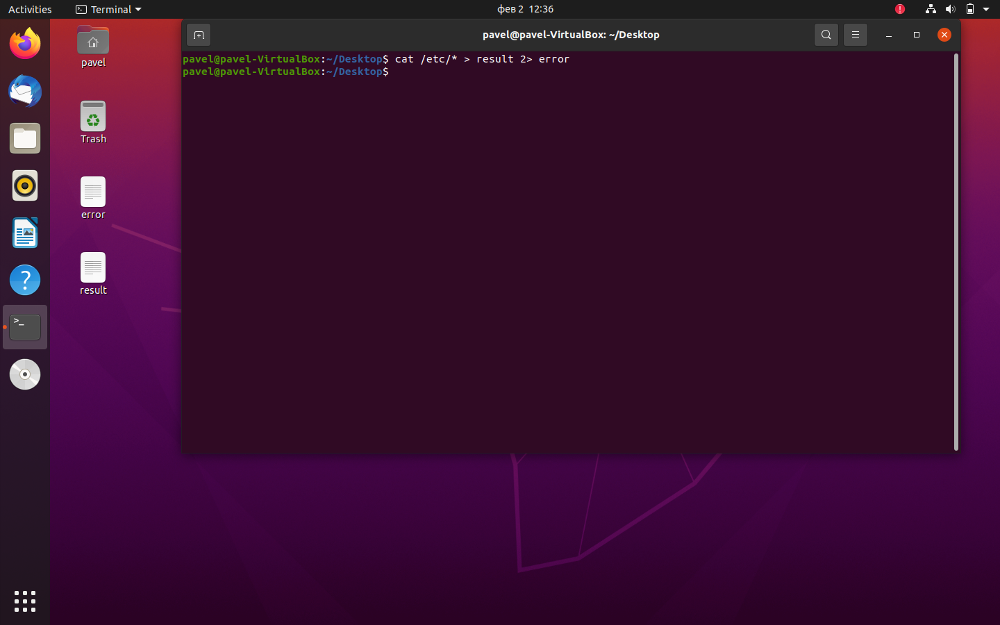 Activities Terminal фев 2 12:36
pavel@pavel-VirtualBox: ~/Desktop
pavel@pavel-VirtualBox:~/Desktop$ cat /etc/* > result 2> error
pavel@pavel-VirtualBox:~/Desktop$
pavel
Trash
error
result